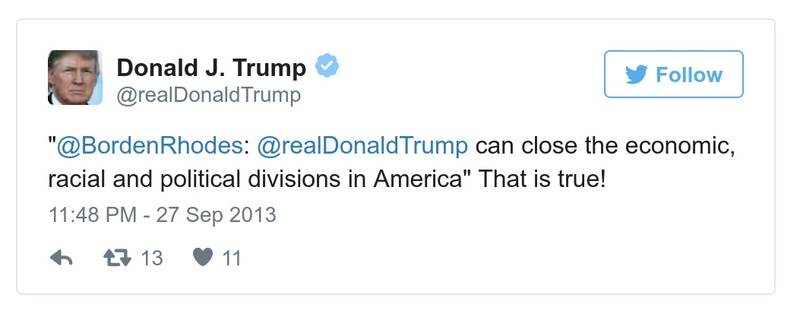 Donald J. Trump
@realDonaldTrump
Follow
"@BordenRhodes: @realDonaldTrump can close the economic,
racial and political divisions in America" That is true!
11:48 PM - 27 Sep 2013
13 11